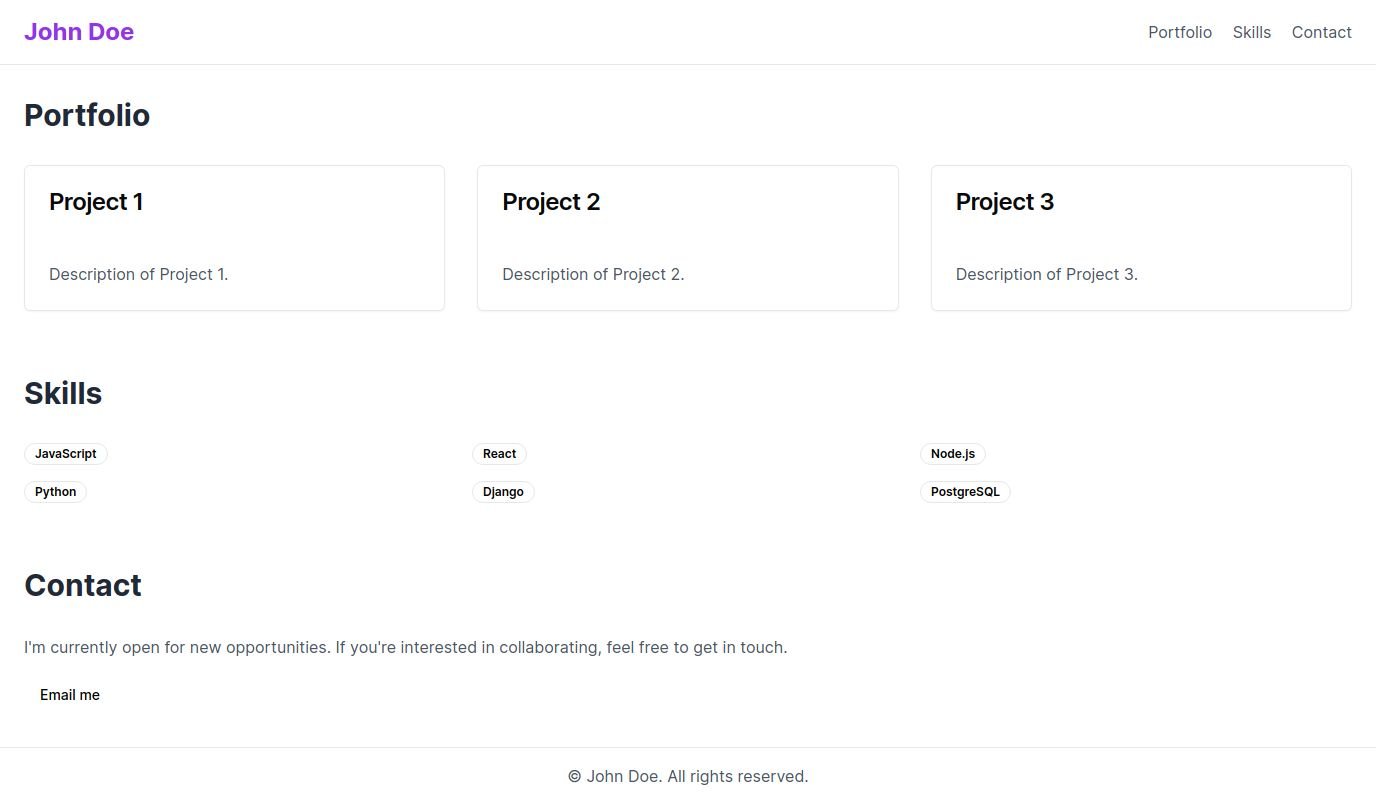 John Doe
Portfolio Skills Contact
Portfolio
Project 1
Description of Project 1.
Project 2
Description of Project 2.
Project 3
Description of Project 3.
Skills
JavaScript React Node.js
Python Django PostgreSQL
Contact
I'm currently open for new opportunities. If you're interested in collaborating, feel free to get in touch.
Email me
© John Doe. All rights reserved.